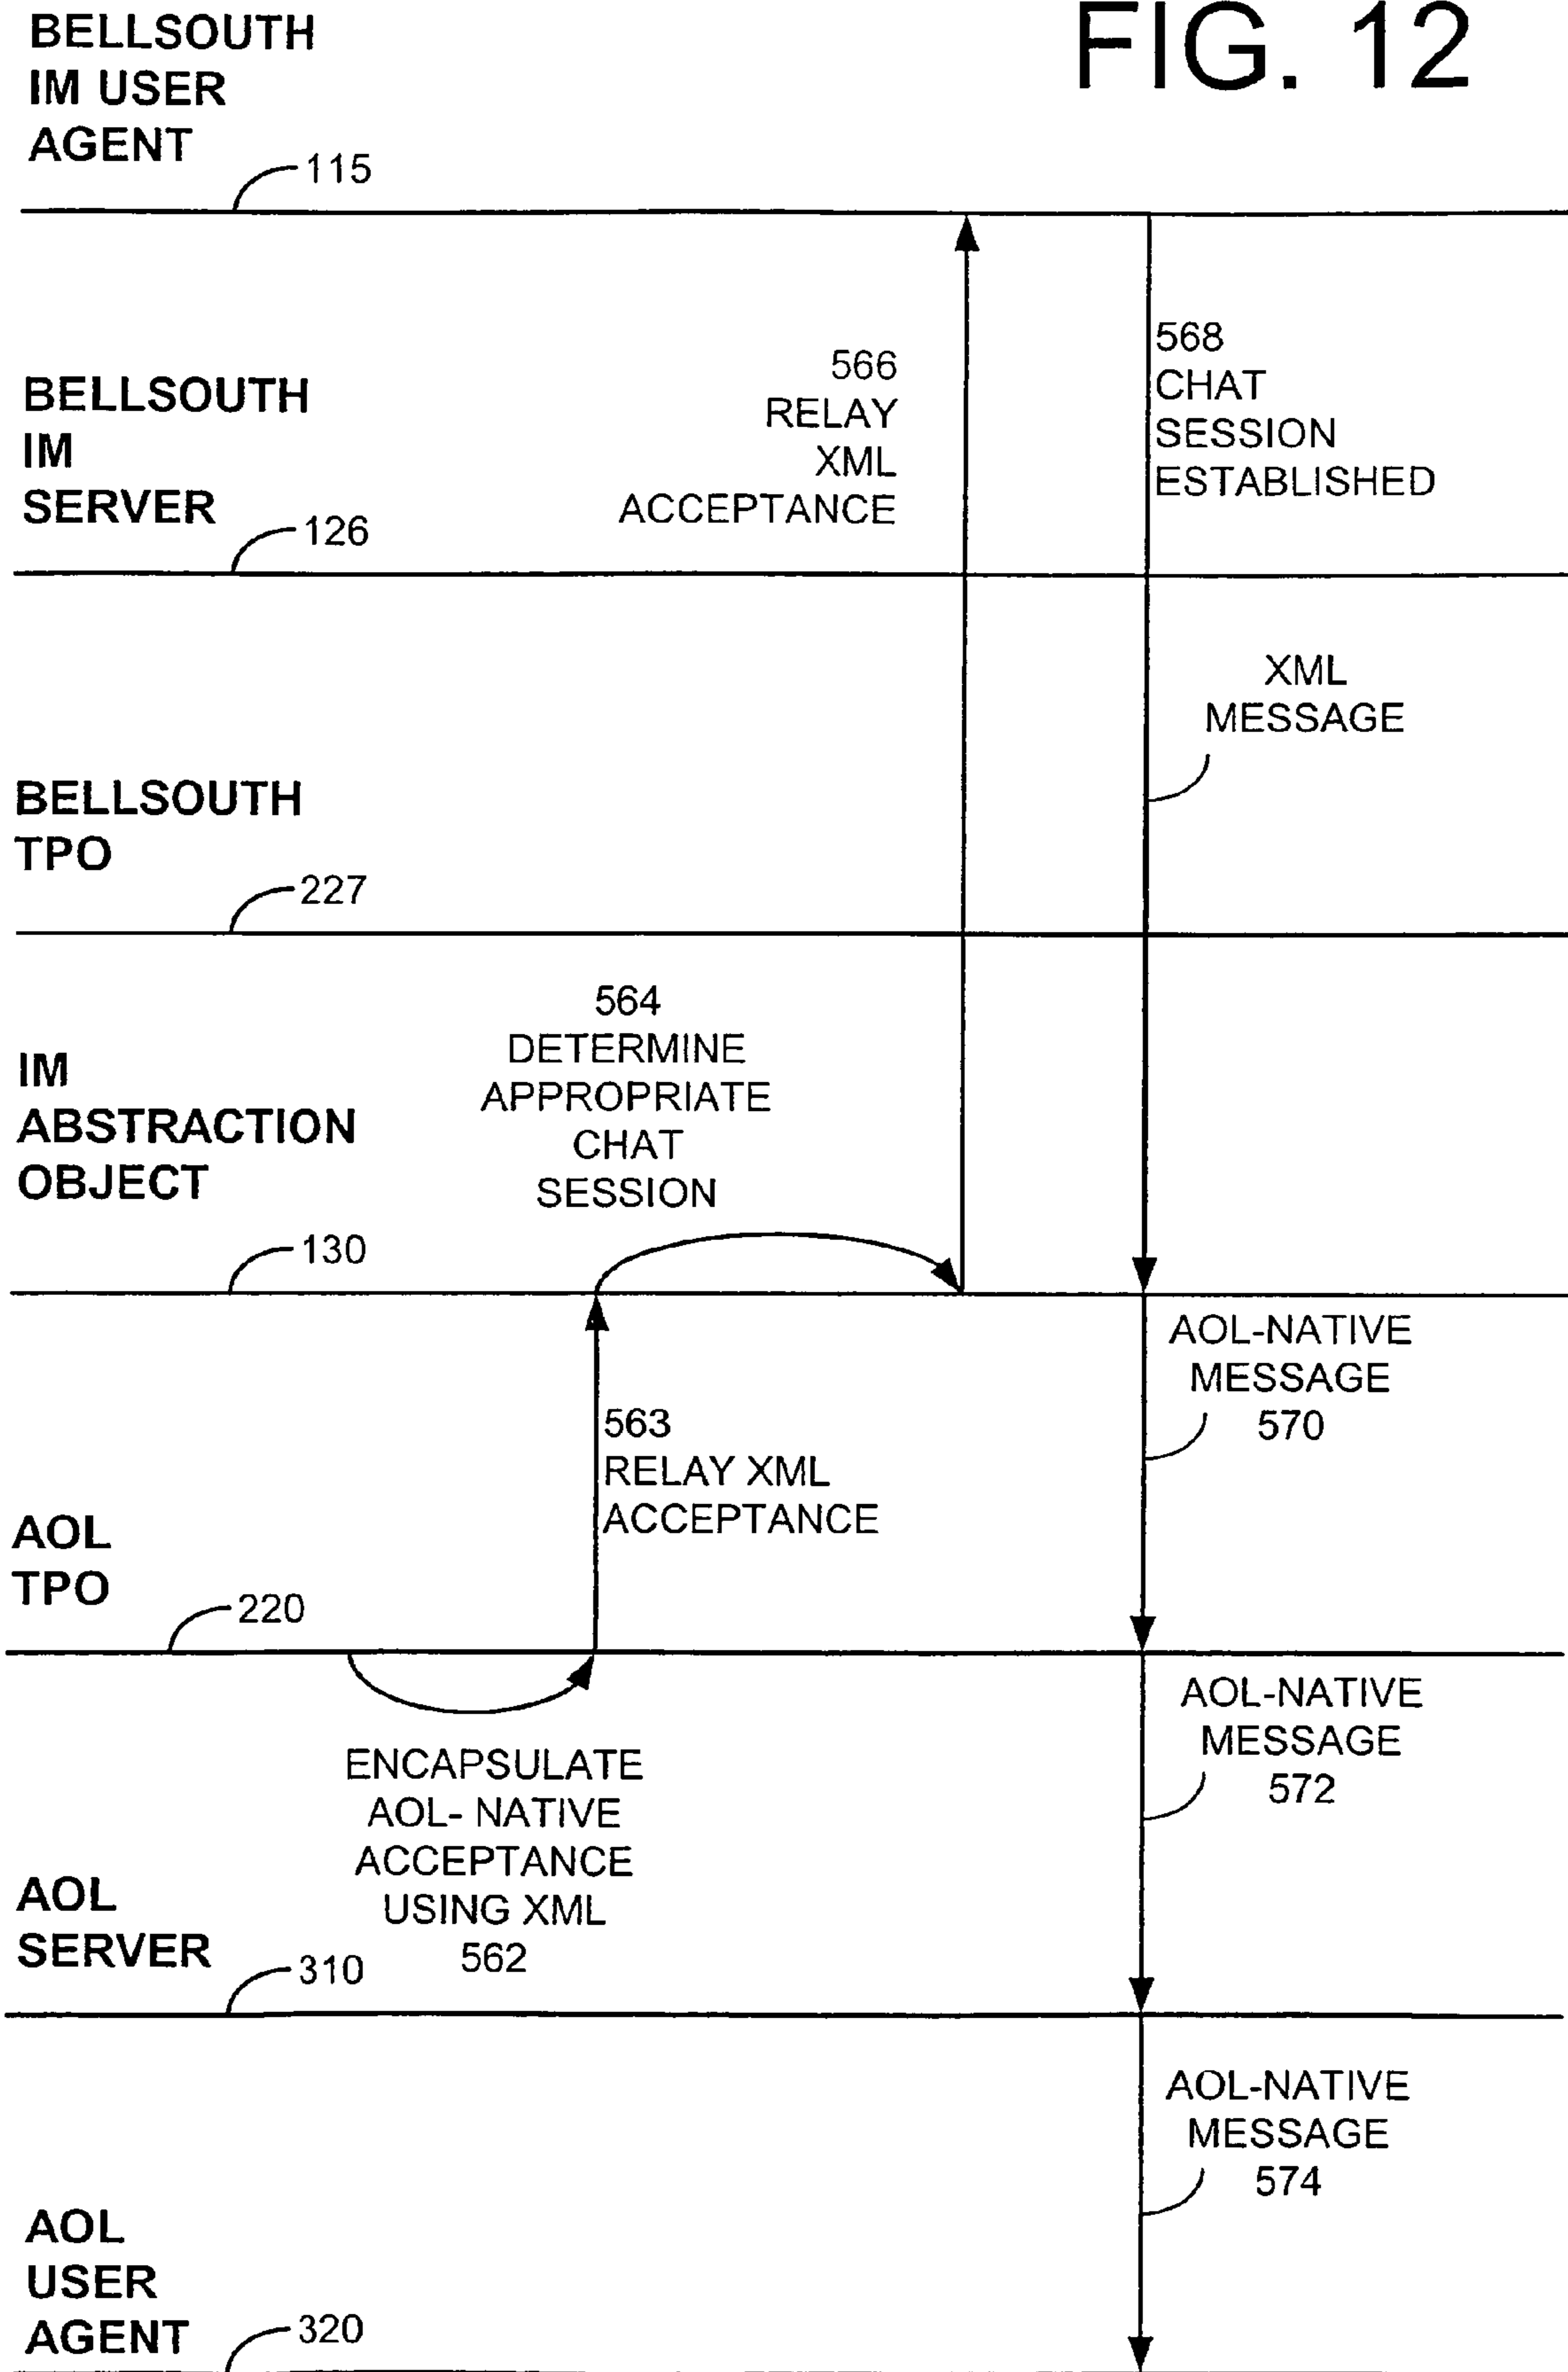 FIG. 12
BELLSOUTH
IM USER
AGENT
115
566
RELAY
XML
ACCEPTANCE
568
CHAT
SESSION
ESTABLISHED
BELLSOUTH
IM
SERVER
126
XML
MESSAGE
BELLSOUTH
TPO
227
564
DETERMINE
APPROPRIATE
CHAT
SESSION
IM
ABSTRACTION
OBJECT
130
AOL-NATIVE
MESSAGE
570
563
RELAY XML
ACCEPTANCE
AOL
TPO
220
AOL-NATIVE
MESSAGE
572
ENCAPSULATE
AOL- NATIVE
ACCEPTANCE
USING XML
562
AOL
SERVER
310
AOL-NATIVE
MESSAGE
574
AOL
USER
AGENT
320